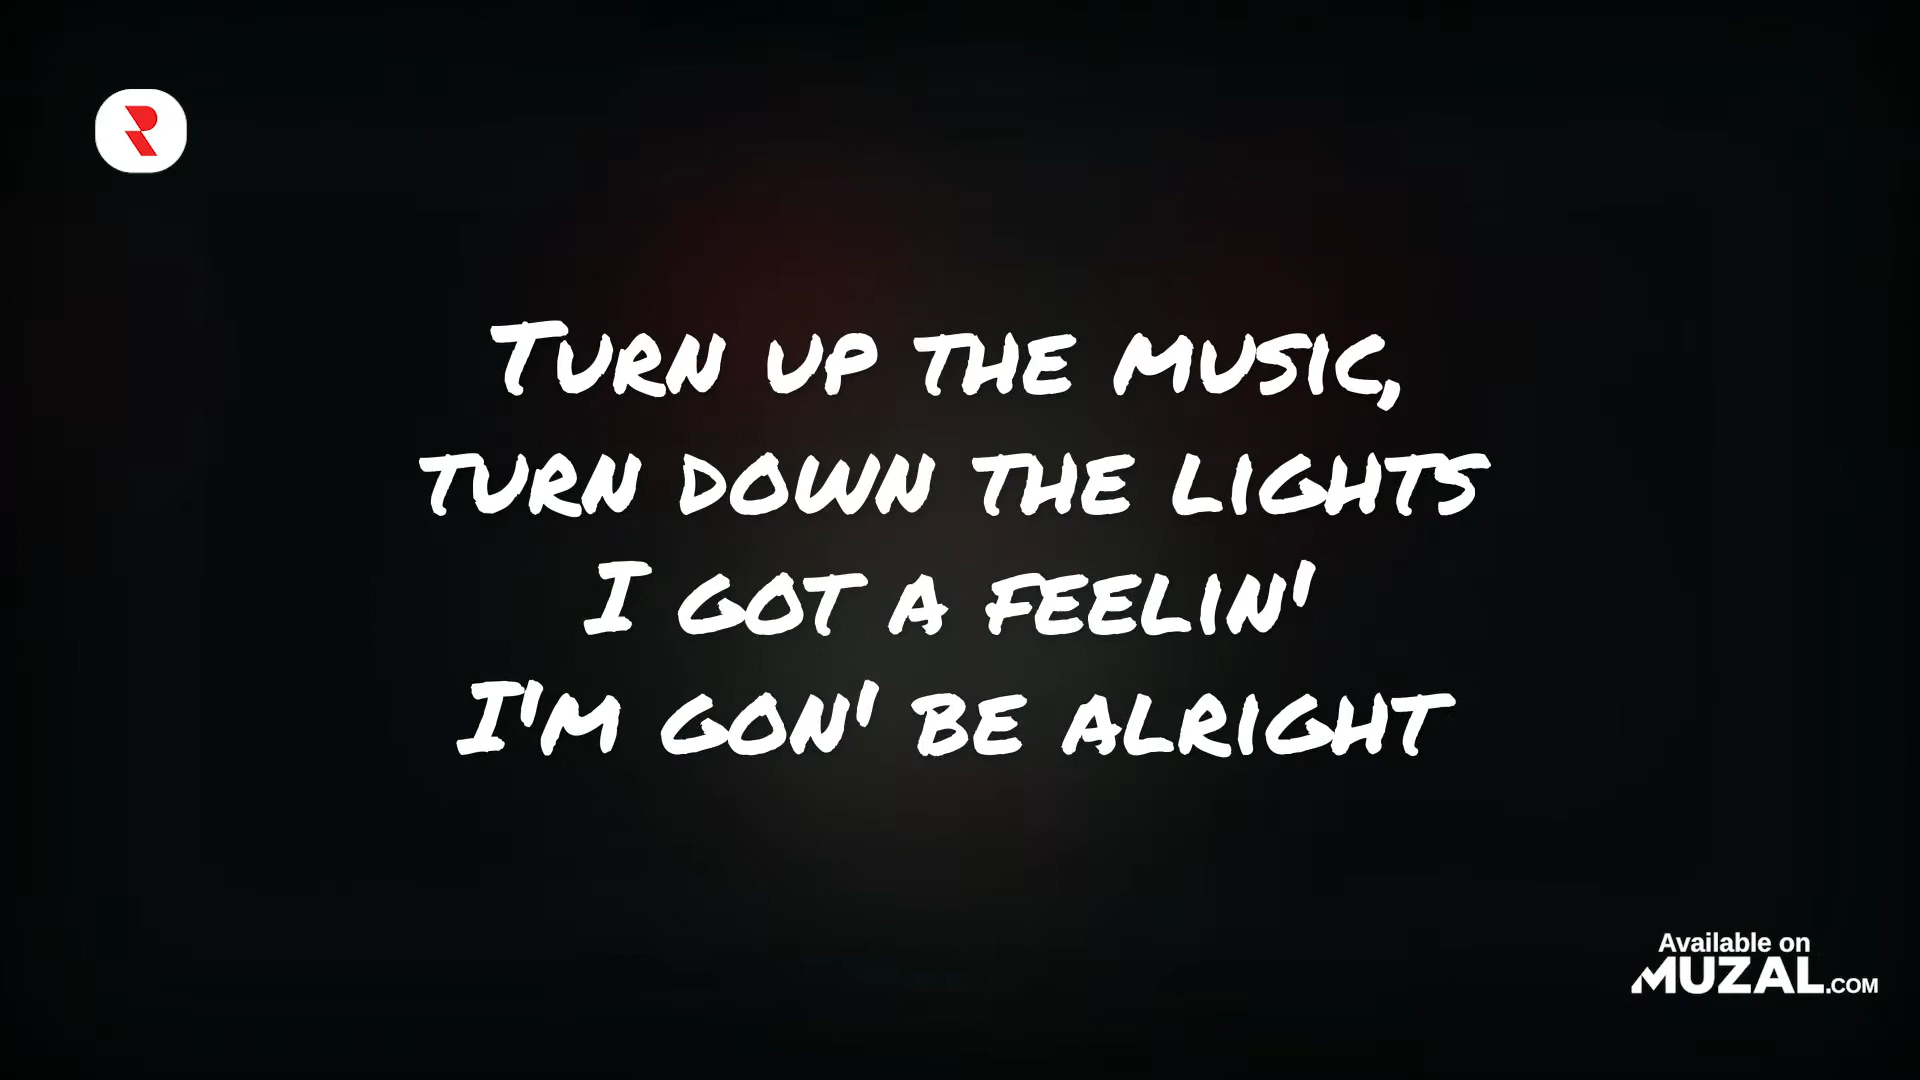 R
Turn up the music,
turn down the lights
I got a feelin'
I'm gon' be alright
Available on
MUZAL.COM